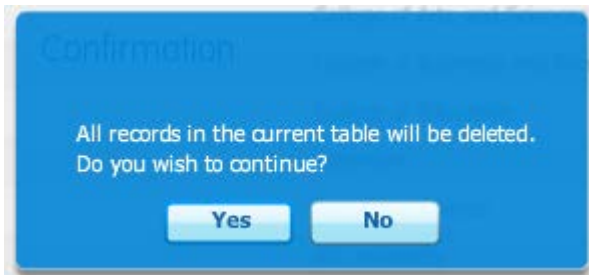 Confirmation
All records in the current table will be deleted.
Do you wish to continue?
Yes
No